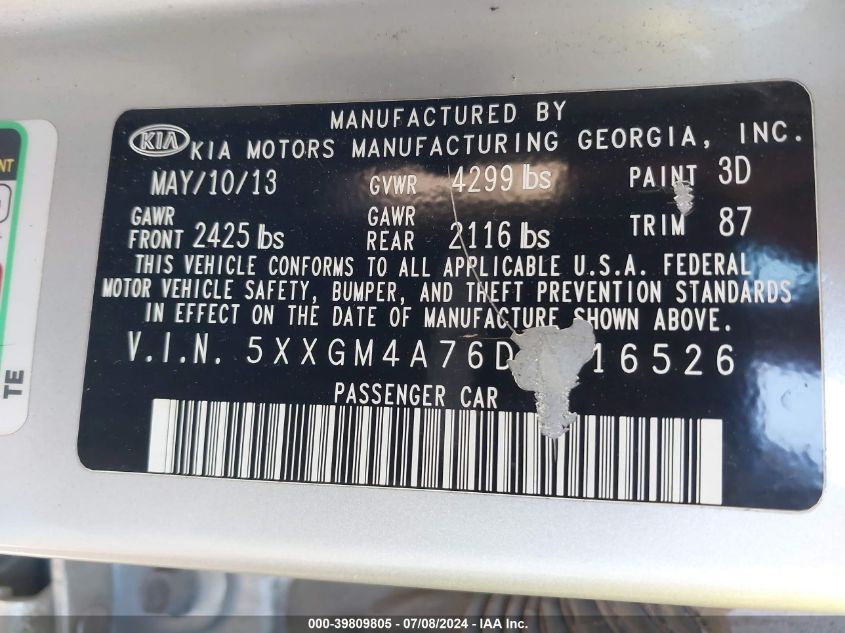 MANUFACTURED BY
KIA KIA MOTORS MANUFACTURING GEORGIA, INC.
MAY/10/13 GVWR 4299 lbs PAINT 3D
GAWR FRONT 2425 lbs GAWR REAR 2116 lbs TRIM 87
THIS VEHICLE CONFORMS TO ALL APPLICABLE U.S.A. FEDERAL
MOTOR VEHICLE SAFETY, BUMPER, AND THEFT PREVENTION STANDARDS
IN EFFECT ON THE DATE OF MANUFACTURE SHOWN ABOVE.
V.I.N. 5XXGM4A76D 16526
PASSENGER CAR
TE
000-39809805 - 07/08/2024 - IAA Inc.